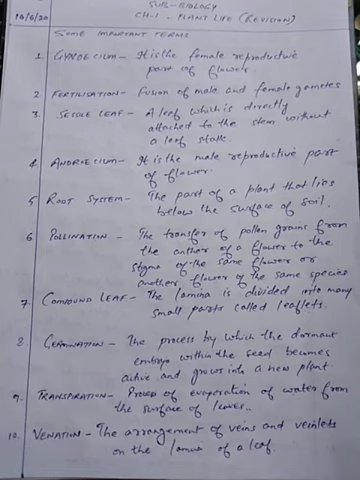 SUB-BIOLOGY
10/6/20 CH-1 - PLANT LIFE (REVISION)
SOME IMPORTANT TERMS
1. GYNOECIUM - It is the female reproductive
part of flower.
2 FERTILISATION - Fusion of male and female gametes
3. SESSILE LEAF - A leaf which is directly
attached to the stem without
a leaf stalk.
4. ANDROECIUM - It is the male reproductive part
of flower.
5 ROOT SYSTEM - The part of a plant that lies
below the surface of soil.
6 POLLINATION - The transfer of pollen grains from
the anther of a flower to the
stigma of the same flower or
another flower of the same species
7. COMPOUND LEAF - The lamina is divided into many
small parts called leaflets.
8 GERMINATION - The process by which the dormant
embryo within the seed becomes
active and grows into a new plant
9. TRANSPIRATION - Process of evaporation of water from
the surface of leaves..
10. VENATION - The arrangement of veins and veinlets
on the lamina of a leaf.